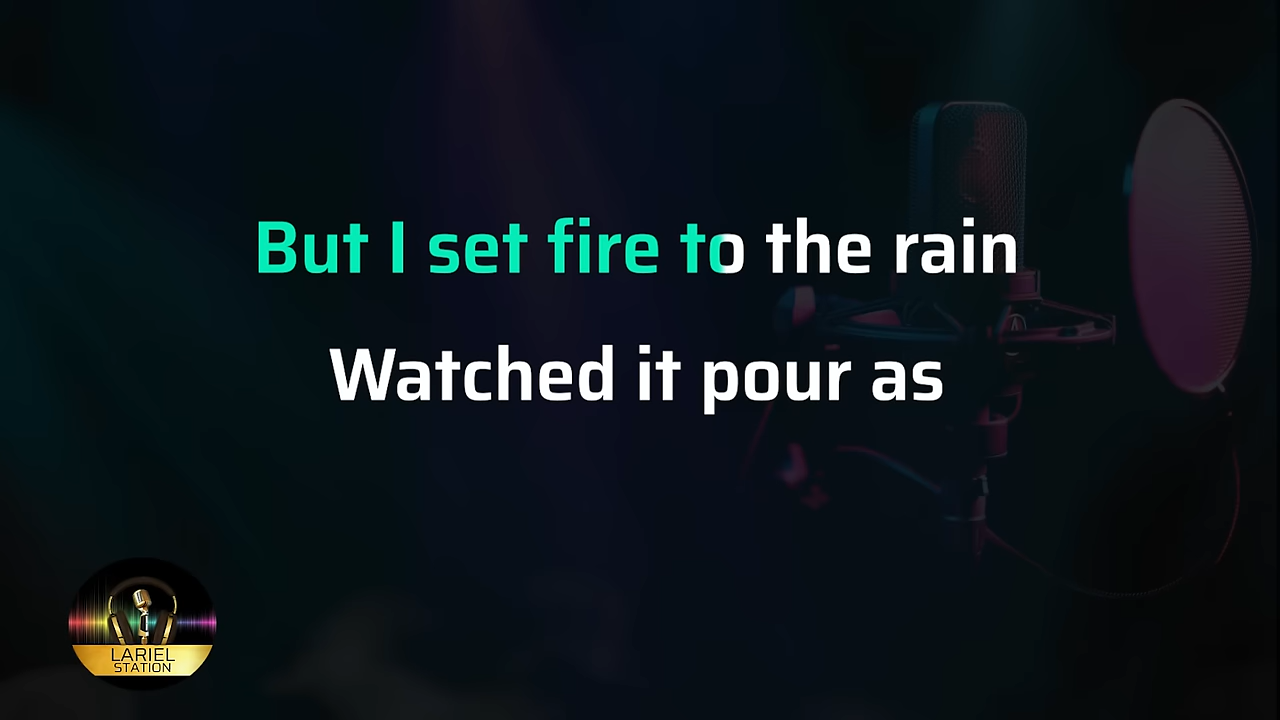 But I set fire to the rain
Watched it pour as
LARIEL
STATION